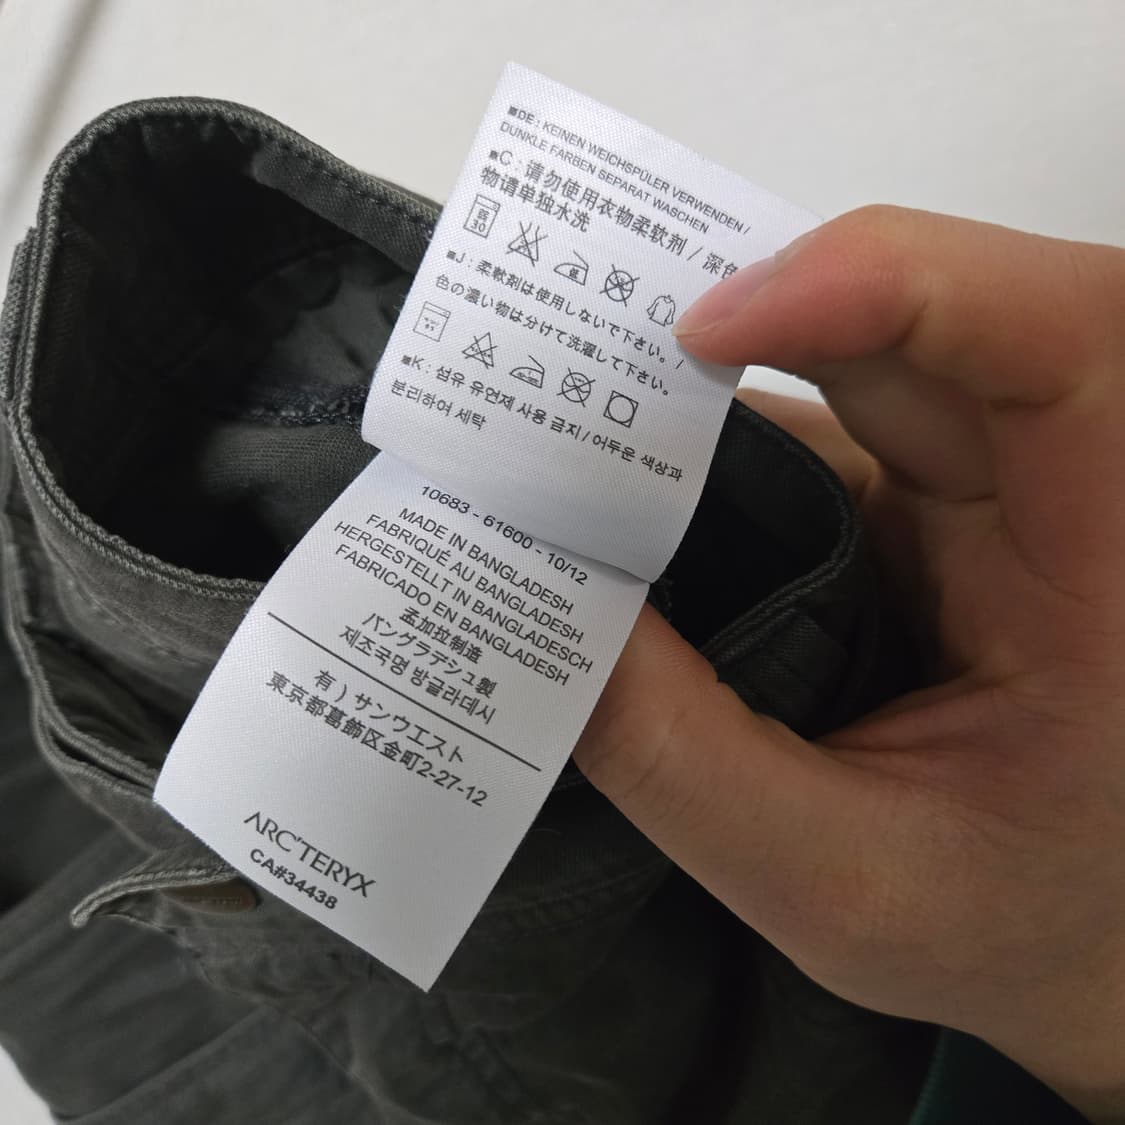 ■DE : KEINEN WEICHSPÜLER VERWENDEN /
DUNKLE FARBEN SEPARAT WASCHEN
■C : 请勿使用衣物柔软剂 / 深色
物请单独水洗
30
■J : 柔軟剤は使用しないで下さい。 /
色の濃い物は分けて洗濯して下さい。
■K : 섬유 유연제 사용 금지 / 어두운 색상과
분리하여 세탁
10683 - 61600 - 10/12
MADE IN BANGLADESH
FABRIQUÉ AU BANGLADESH
HERGESTELLT IN BANGLADESCH
FABRICADO EN BANGLADESH
孟加拉制造
バングラデシュ製
제조국명 방글라데시
有 ) サンウエスト
東京都葛飾区金町2-27-12
ARC'TERYX
CA#34438